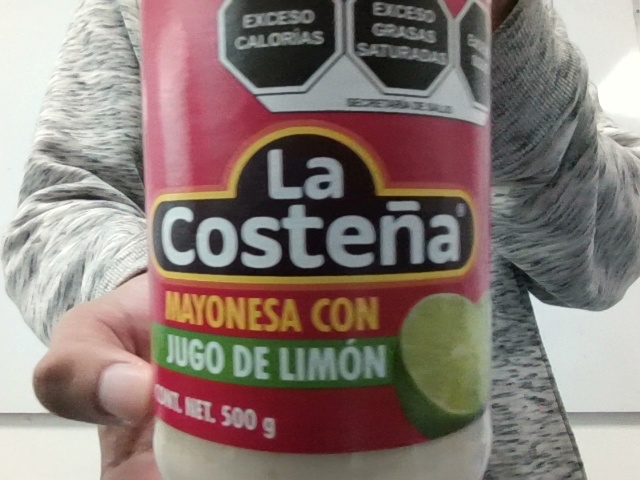 EXCESO
CALORÍAS
EXCESO
GRASAS
SATURADAS
SECRETARÍA DE SALUD
La
Costeña®
MAYONESA CON
JUGO DE LIMÓN
CONT. NET. 500 g